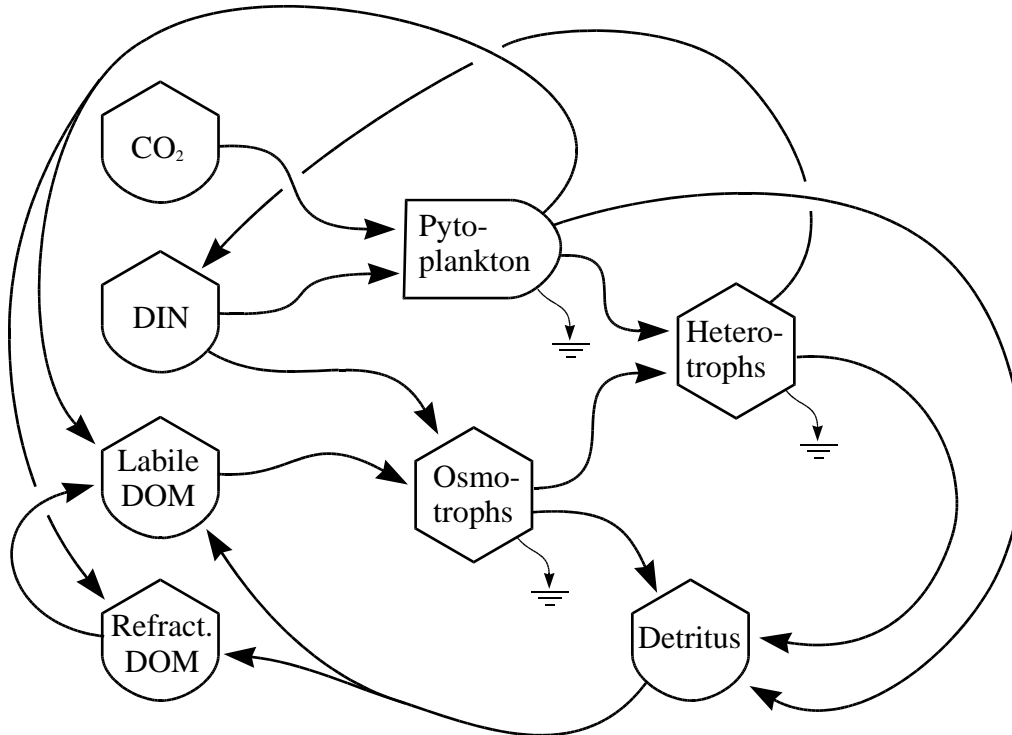 CO₂
Pyto-
plankton
DIN
Hetero-
trophs
Labile
DOM
Osmo-
trophs
Refract.
DOM
Detritus